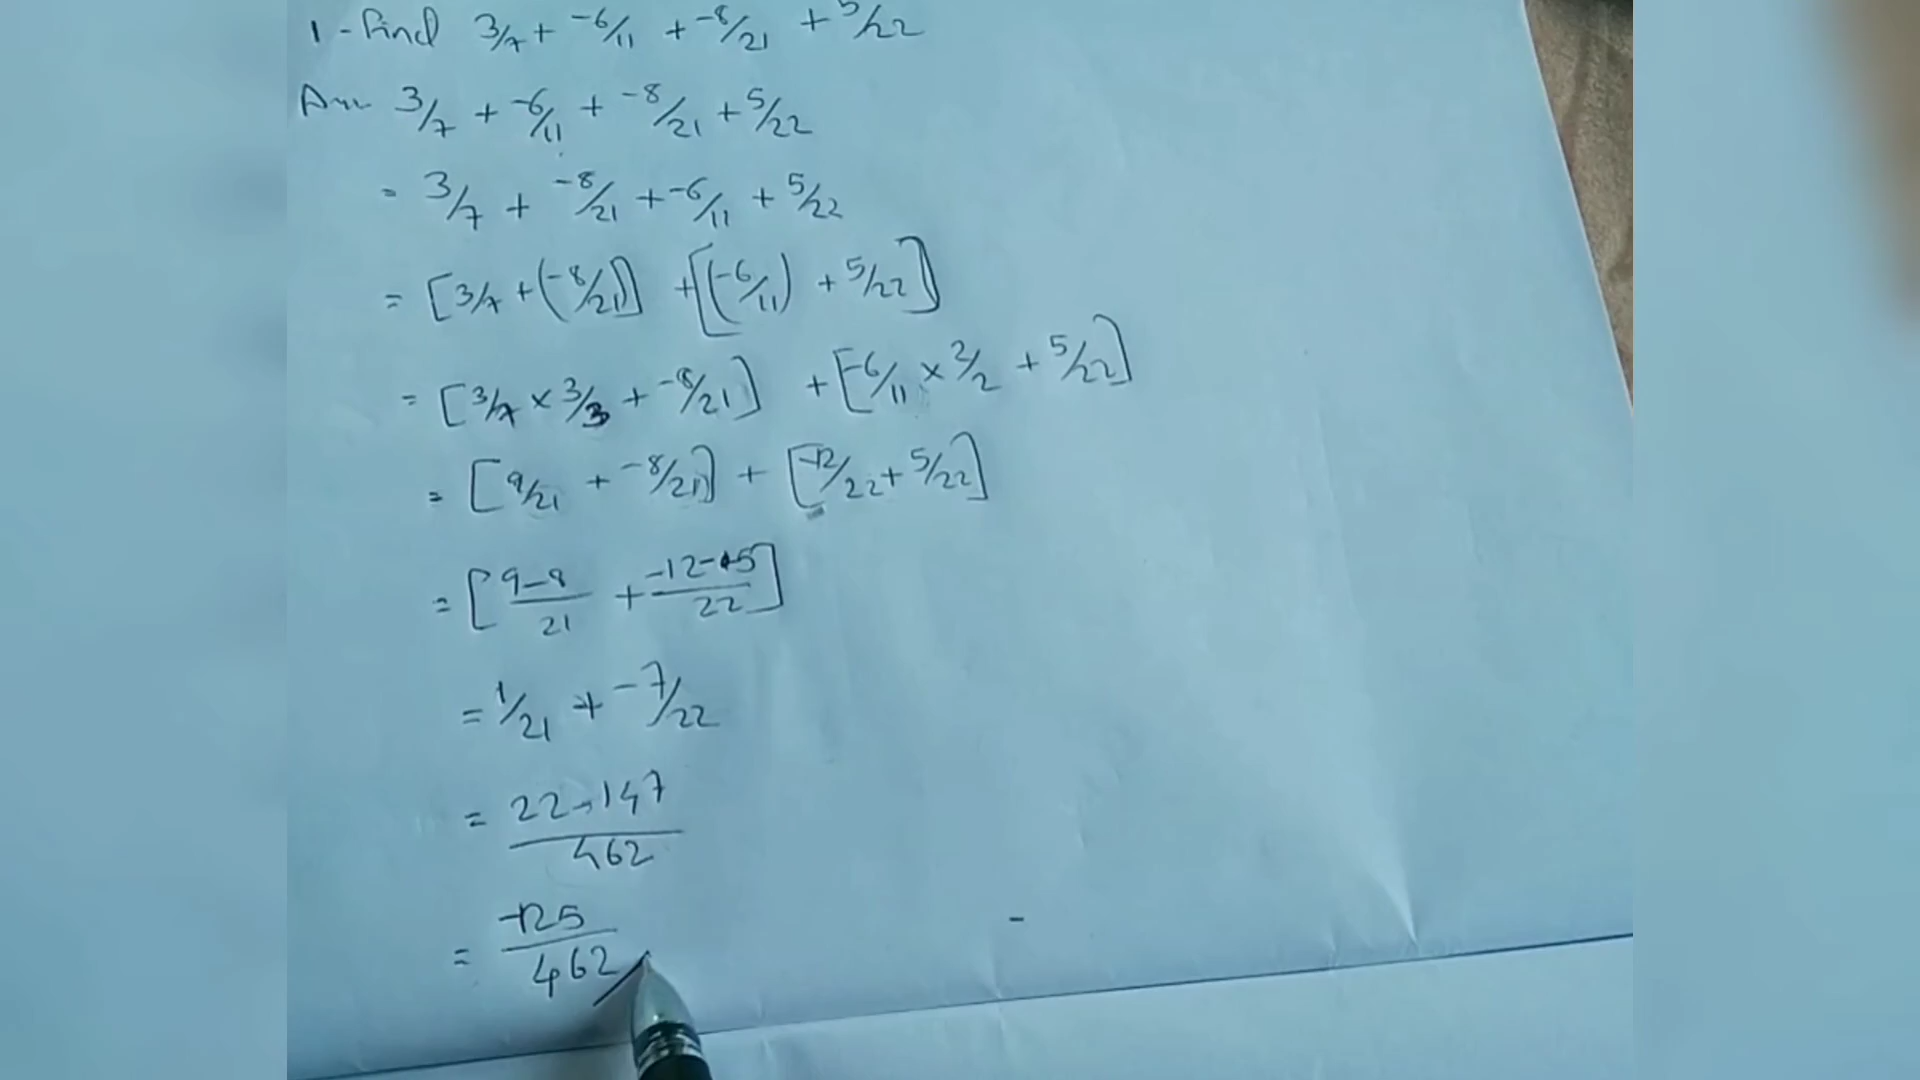 1 - Find 3/7 + -6/11 + -8/21 + 5/22
Ans 3/7 + -6/11 + -8/21 + 5/22
= 3/7 + -8/21 + -6/11 + 5/22
= [3/7 + (-8/21)] + [(-6/11) + 5/22]
= [3/7 × 3/3 + -8/21] + [-6/11 × 2/2 + 5/22]
= [9/21 + -8/21] + [-12/22 + 5/22]
= [9-8/21 + -12+5/22]
= 1/21 + -7/22
= 22-147/462
= -125/462